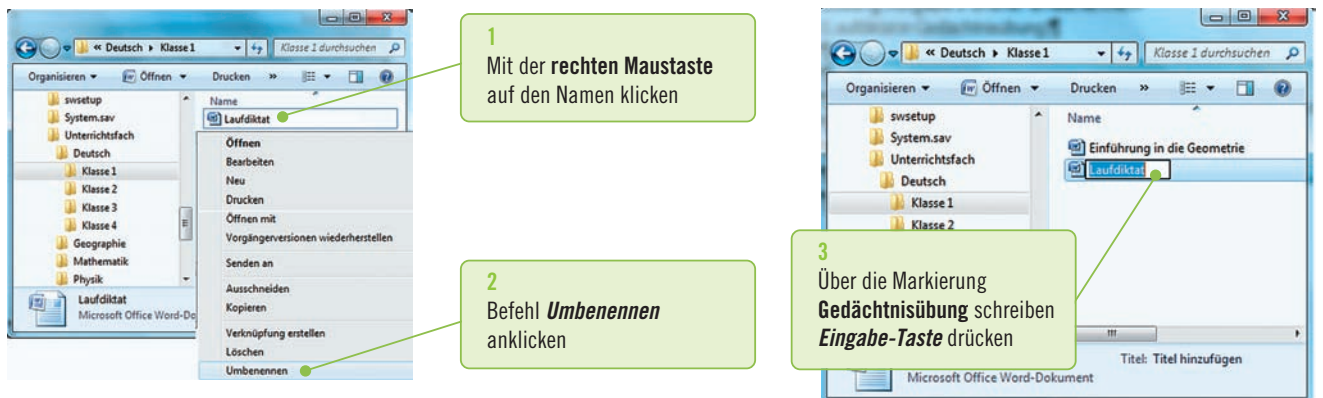 « Deutsch ▸ Klasse 1
Klasse 1 durchsuchen
Organisieren ▾ Öffnen ▾ Drucken »
swsetup
System.sav
Unterrichtsfach
Deutsch
Klasse 1
Klasse 2
Klasse 3
Klasse 4
Geographie
Mathematik
Physik
Name
Laufdiktat
Öffnen
Bearbeiten
Neu
Drucken
Öffnen mit
Vorgängerversionen wiederherstellen
Senden an
Ausschneiden
Kopieren
Verknüpfung erstellen
Löschen
Umbenennen
Laufdiktat
Microsoft Office Word-Do
1
Mit der rechten Maustaste
auf den Namen klicken
2
Befehl Umbenennen
anklicken
« Deutsch ▸ Klasse 1
Klasse 1 durchsuchen
Organisieren ▾ Öffnen ▾ Drucken »
swsetup
System.sav
Unterrichtsfach
Deutsch
Klasse 1
Klasse 2
Name
Einführung in die Geometrie
Laufdiktat
3
Über die Markierung
Gedächtnisübung schreiben
Eingabe-Taste drücken
Titel: Titel hinzufügen
Microsoft Office Word-Dokument